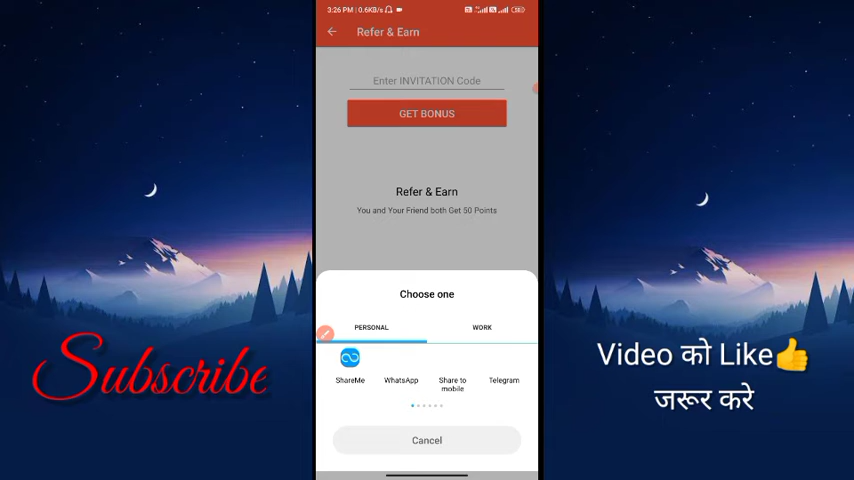 3:26 PM | 0.6KB/s
Refer & Earn
Enter INVITATION Code
GET BONUS
Refer & Earn
You and Your Friend both Get 50 Points
Choose one
PERSONAL WORK
ShareMe WhatsApp Share to mobile Telegram
Cancel
Subscribe
Video को Like👍
जरूर करे